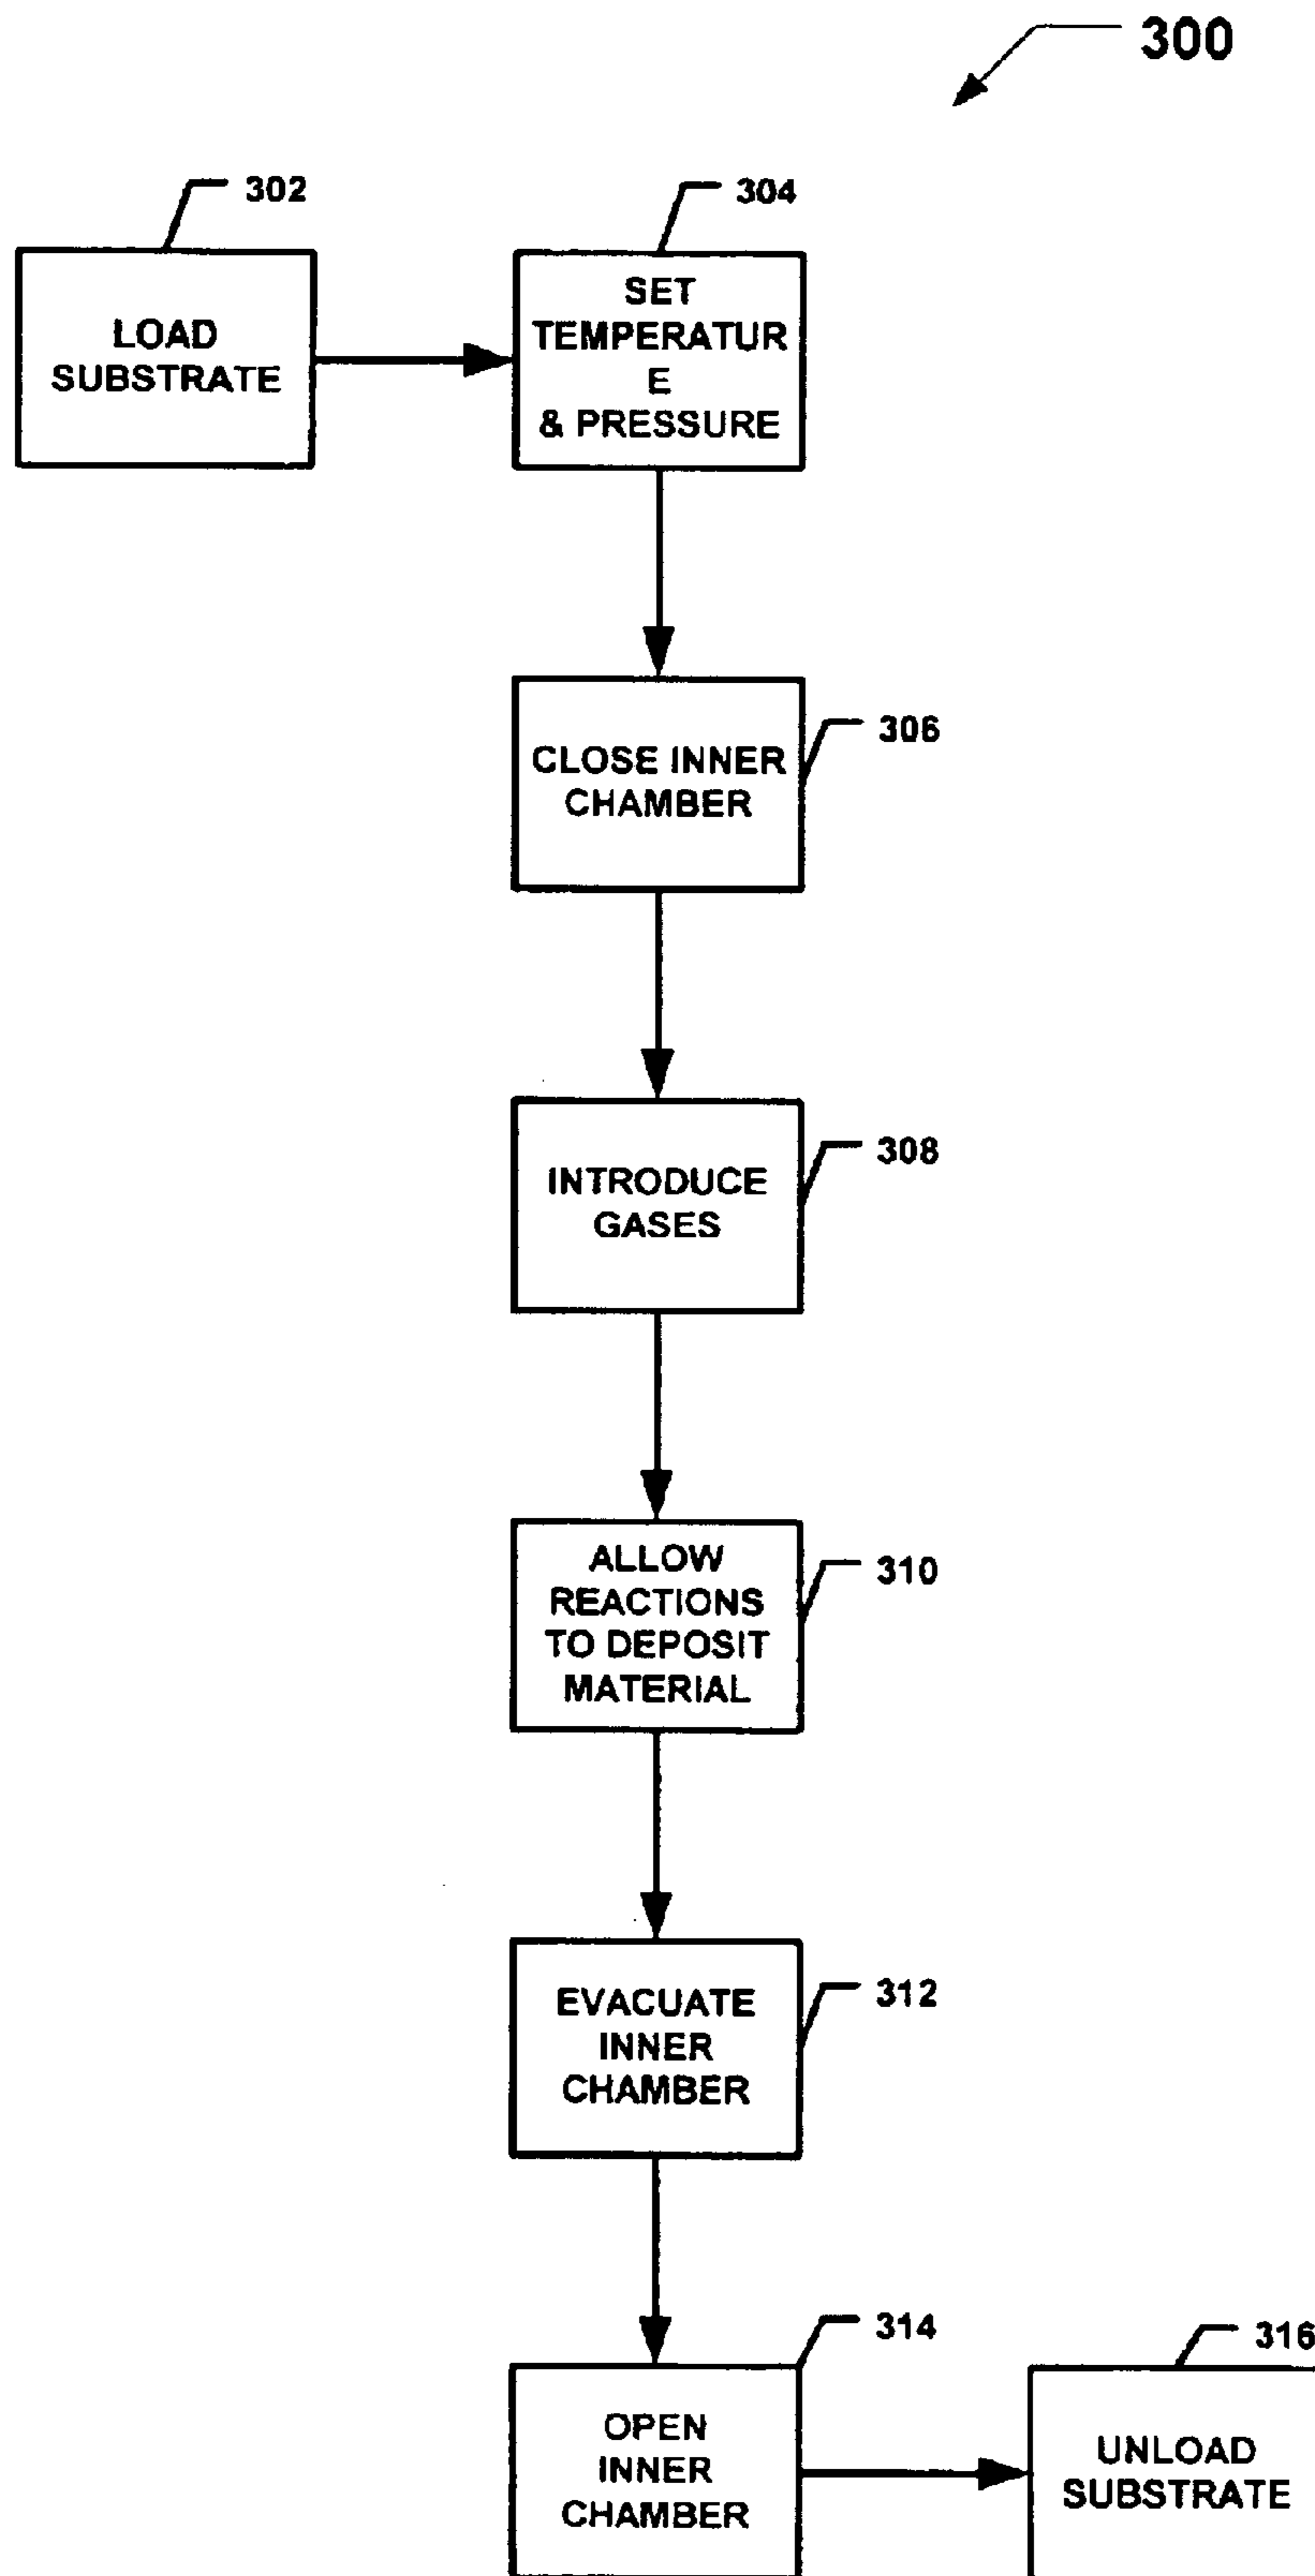 300
302
LOAD
SUBSTRATE
304
SET
TEMPERATUR
E
& PRESSURE
306
CLOSE INNER
CHAMBER
308
INTRODUCE
GASES
310
ALLOW
REACTIONS
TO DEPOSIT
MATERIAL
312
EVACUATE
INNER
CHAMBER
314
OPEN
INNER
CHAMBER
316
UNLOAD
SUBSTRATE